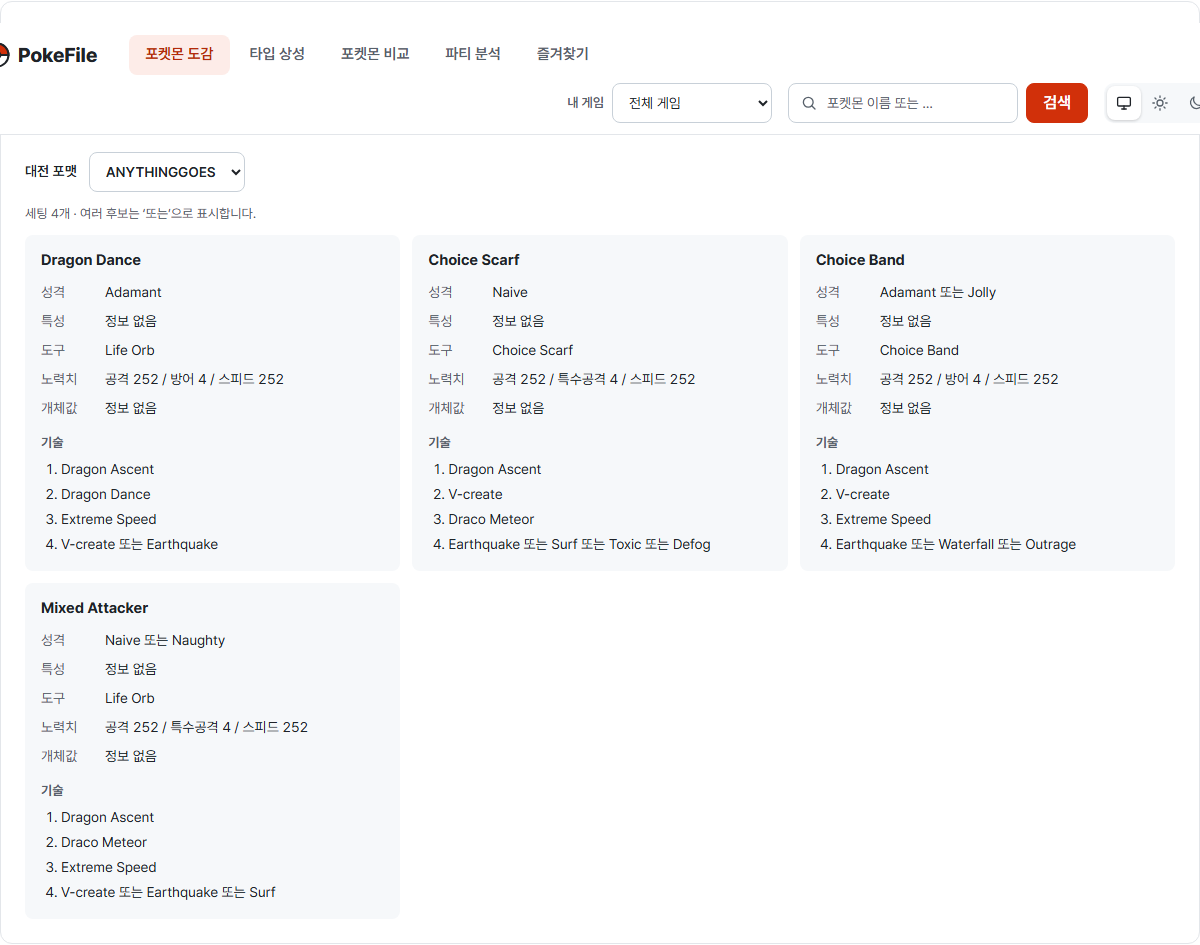 PokeFile
포켓몬 도감
타입 상성
포켓몬 비교
파티 분석
즐겨찾기
내 게임
전체 게임
포켓몬 이름 또는 ...
검색
대전 포맷
ANYTHINGGOES
세팅 4개 · 여러 후보는 ‘또는’으로 표시합니다.
Dragon Dance
성격 Adamant
특성 정보 없음
도구 Life Orb
노력치 공격 252 / 방어 4 / 스피드 252
개체값 정보 없음
기술
1. Dragon Ascent
2. Dragon Dance
3. Extreme Speed
4. V-create 또는 Earthquake
Choice Scarf
성격 Naive
특성 정보 없음
도구 Choice Scarf
노력치 공격 252 / 특수공격 4 / 스피드 252
개체값 정보 없음
기술
1. Dragon Ascent
2. V-create
3. Draco Meteor
4. Earthquake 또는 Surf 또는 Toxic 또는 Defog
Choice Band
성격 Adamant 또는 Jolly
특성 정보 없음
도구 Choice Band
노력치 공격 252 / 방어 4 / 스피드 252
개체값 정보 없음
기술
1. Dragon Ascent
2. V-create
3. Extreme Speed
4. Earthquake 또는 Waterfall 또는 Outrage
Mixed Attacker
성격 Naive 또는 Naughty
특성 정보 없음
도구 Life Orb
노력치 공격 252 / 특수공격 4 / 스피드 252
개체값 정보 없음
기술
1. Dragon Ascent
2. Draco Meteor
3. Extreme Speed
4. V-create 또는 Earthquake 또는 Surf